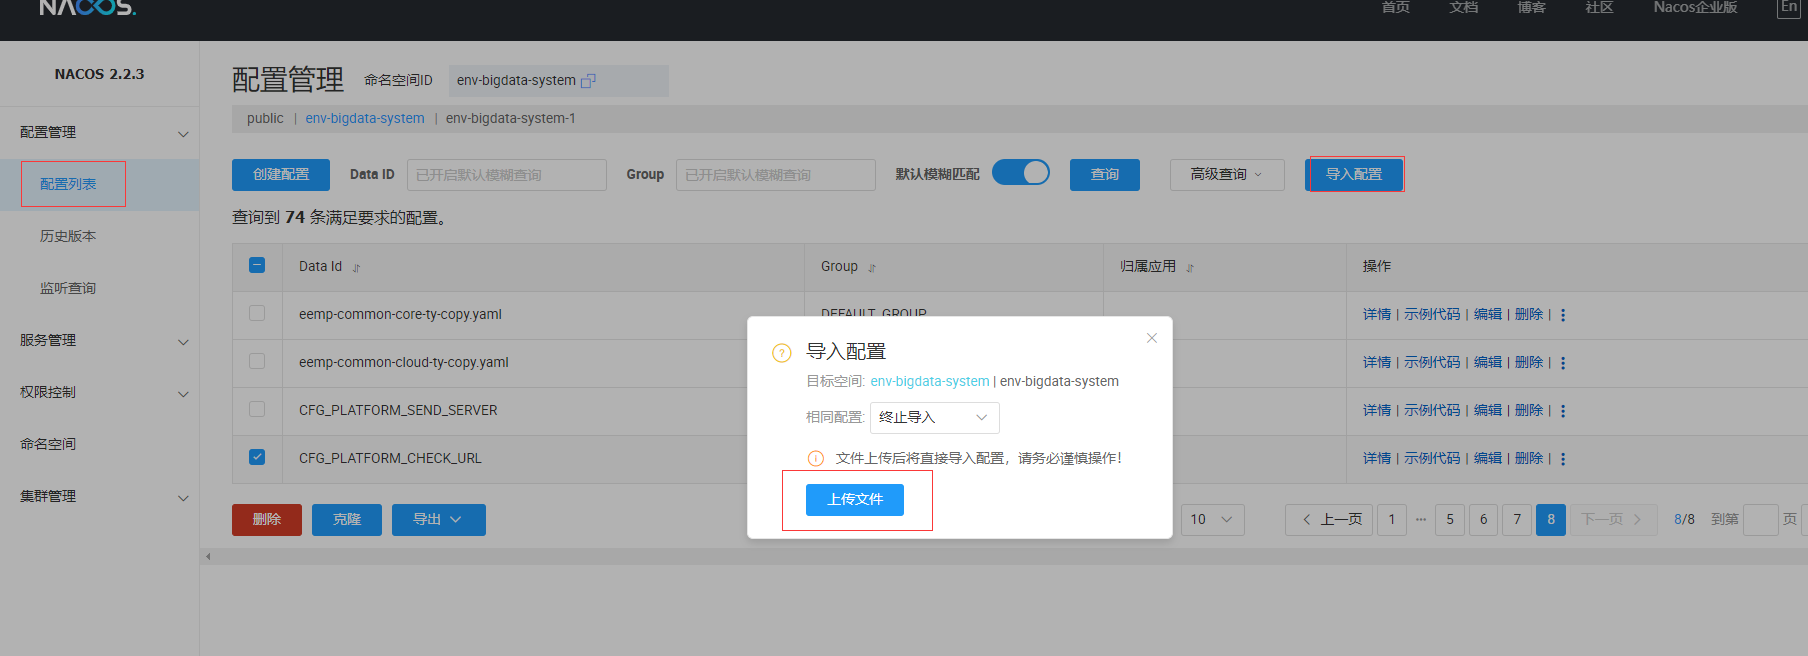 NACOS.
首页 文档 博客 社区 Nacos企业版 En
NACOS 2.2.3
配置管理
配置列表
历史版本
监听查询
服务管理
权限控制
命名空间
集群管理
配置管理 命名空间ID env-bigdata-system
public | env-bigdata-system | env-bigdata-system-1
创建配置 Data ID 已开启默认模糊查询 Group 已开启默认模糊查询 默认模糊匹配 查询 高级查询 导入配置
查询到 74 条满足要求的配置。
Data Id Group 归属应用 操作
eemp-common-core-ty-copy.yaml DEFAULT_GROUP 详情 | 示例代码 | 编辑 | 删除 |
eemp-common-cloud-ty-copy.yaml 详情 | 示例代码 | 编辑 | 删除 |
CFG_PLATFORM_SEND_SERVER 详情 | 示例代码 | 编辑 | 删除 |
CFG_PLATFORM_CHECK_URL 详情 | 示例代码 | 编辑 | 删除 |
删除 克隆 导出 10 上一页 1 ··· 5 6 7 8 下一页 8/8 到第 页
导入配置
目标空间: env-bigdata-system | env-bigdata-system
相同配置: 终止导入
文件上传后将直接导入配置，请务必谨慎操作！
上传文件